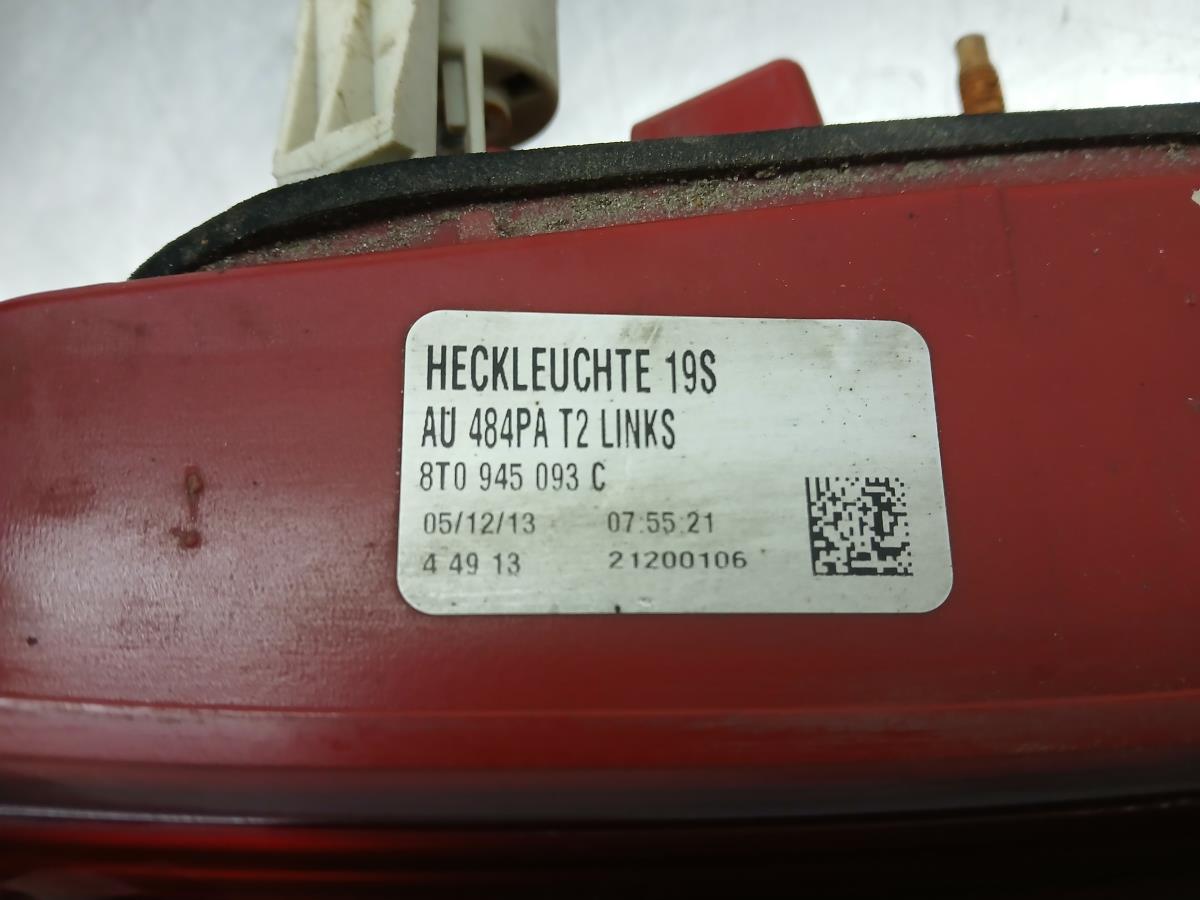 HECKLEUCHTE 19S
AU 484PA T2 LINKS
8T0 945 093 C
05/12/13 07:55:21
4 49 13 21200106